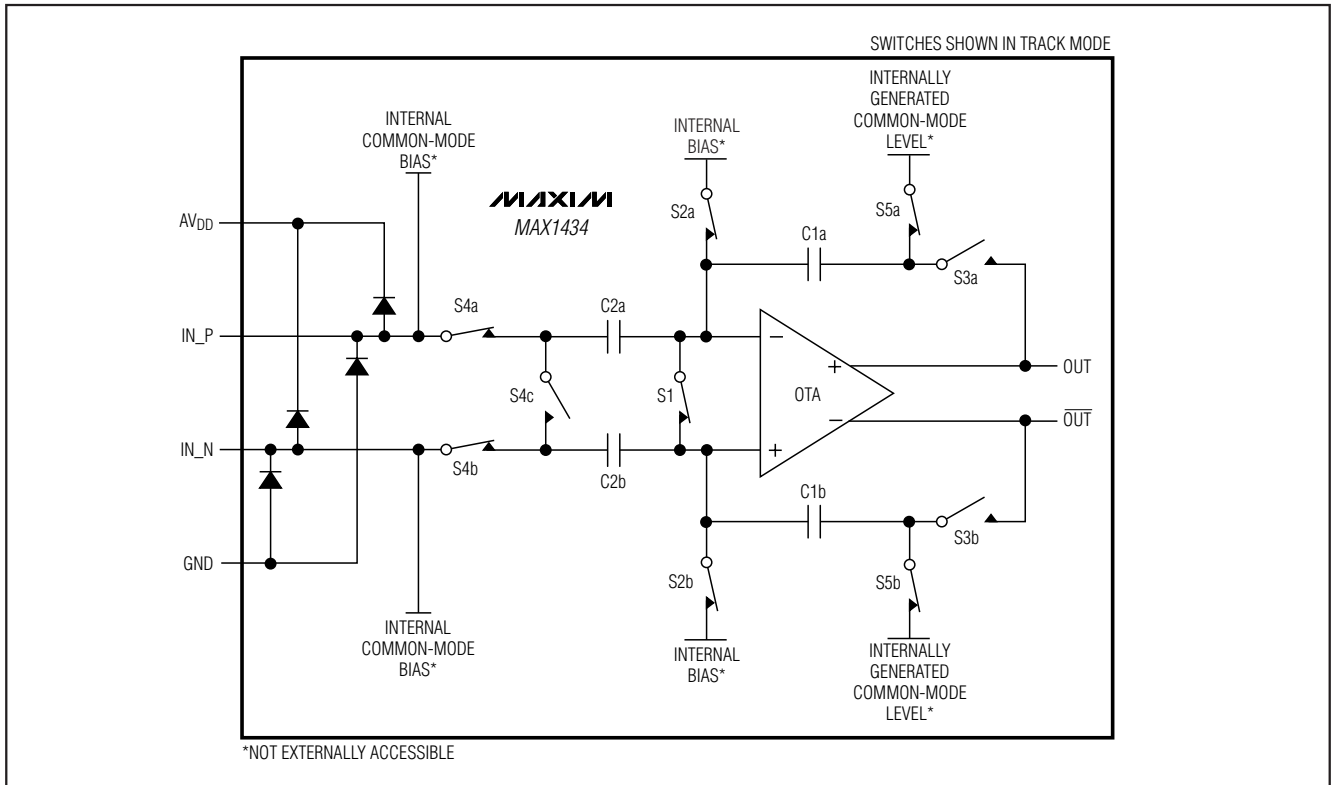 SWITCHES SHOWN IN TRACK MODE
INTERNAL
COMMON-MODE
BIAS*
INTERNAL
BIAS*
INTERNALLY
GENERATED
COMMON-MODE
LEVEL*
MAXIM
MAX1434
AVDD
S2a
S5a
C1a
S3a
S4a
C2a
IN_P
S4c
S1
OTA
−
+
OUT
−
+
OUT
IN_N
S4b
C2b
C1b
S3b
GND
S2b
S5b
INTERNAL
COMMON-MODE
BIAS*
INTERNAL
BIAS*
INTERNALLY
GENERATED
COMMON-MODE
LEVEL*
*NOT EXTERNALLY ACCESSIBLE